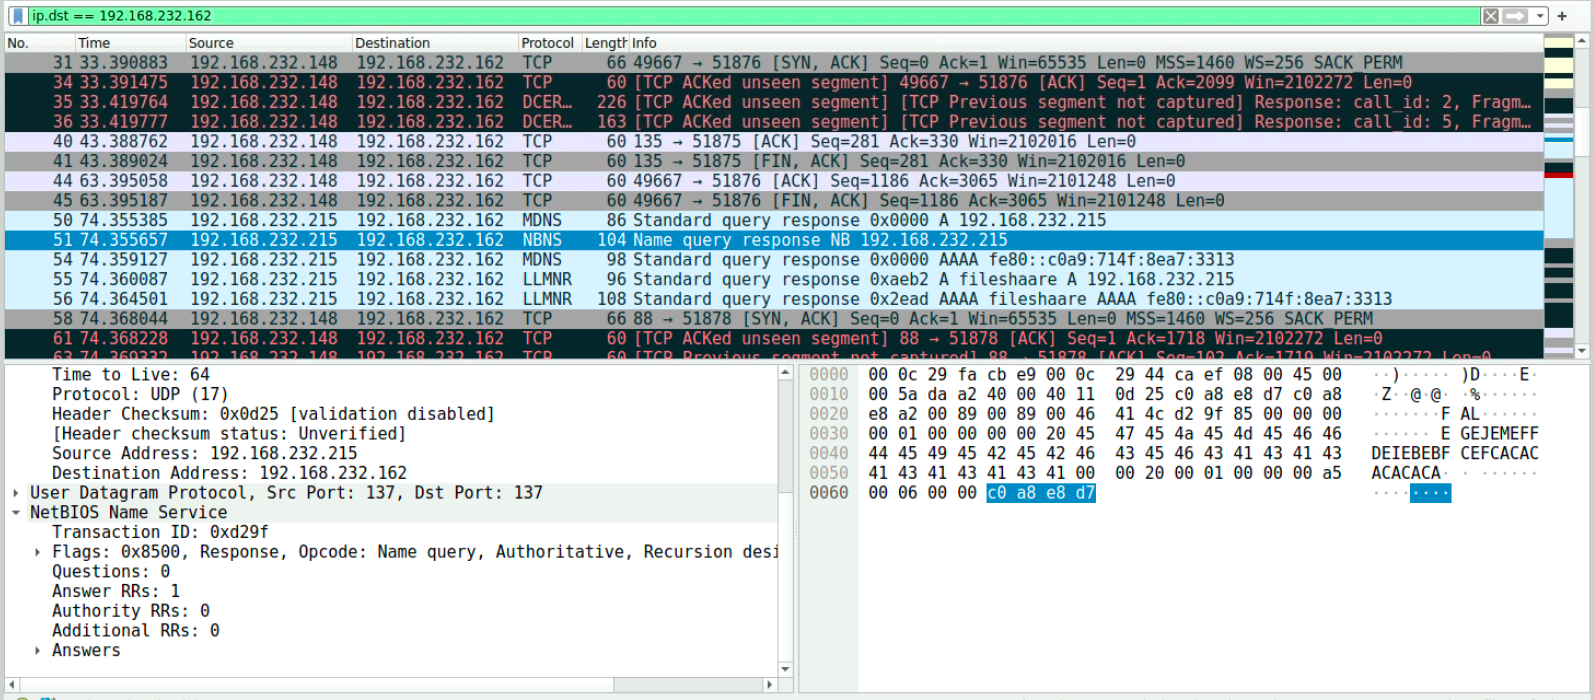 ip.dst == 192.168.232.162
No. Time Source Destination Protocol Length Info
31 33.390883 192.168.232.148 192.168.232.162 TCP 66 49667 → 51876 [SYN, ACK] Seq=0 Ack=1 Win=65535 Len=0 MSS=1460 WS=256 SACK_PERM
34 33.391475 192.168.232.148 192.168.232.162 TCP 60 [TCP ACKed unseen segment] 49667 → 51876 [ACK] Seq=1 Ack=2099 Win=2102272 Len=0
35 33.419764 192.168.232.148 192.168.232.162 DCER… 226 [TCP ACKed unseen segment] [TCP Previous segment not captured] Response: call_id: 2, Fragm…
36 33.419777 192.168.232.148 192.168.232.162 DCER… 163 [TCP ACKed unseen segment] [TCP Previous segment not captured] Response: call_id: 5, Fragm…
40 43.388762 192.168.232.148 192.168.232.162 TCP 60 135 → 51875 [ACK] Seq=281 Ack=330 Win=2102016 Len=0
41 43.389024 192.168.232.148 192.168.232.162 TCP 60 135 → 51875 [FIN, ACK] Seq=281 Ack=330 Win=2102016 Len=0
44 63.395058 192.168.232.148 192.168.232.162 TCP 60 49667 → 51876 [ACK] Seq=1186 Ack=3065 Win=2101248 Len=0
45 63.395187 192.168.232.148 192.168.232.162 TCP 60 49667 → 51876 [FIN, ACK] Seq=1186 Ack=3065 Win=2101248 Len=0
50 74.355385 192.168.232.215 192.168.232.162 MDNS 86 Standard query response 0x0000 A 192.168.232.215
51 74.355657 192.168.232.215 192.168.232.162 NBNS 104 Name query response NB 192.168.232.215
54 74.359127 192.168.232.215 192.168.232.162 MDNS 98 Standard query response 0x0000 AAAA fe80::c0a9:714f:8ea7:3313
55 74.360087 192.168.232.215 192.168.232.162 LLMNR 96 Standard query response 0xaeb2 A fileshaare A 192.168.232.215
56 74.364501 192.168.232.215 192.168.232.162 LLMNR 108 Standard query response 0x2ead AAAA fileshaare AAAA fe80::c0a9:714f:8ea7:3313
58 74.368044 192.168.232.148 192.168.232.162 TCP 66 88 → 51878 [SYN, ACK] Seq=0 Ack=1 Win=65535 Len=0 MSS=1460 WS=256 SACK_PERM
61 74.368228 192.168.232.148 192.168.232.162 TCP 60 [TCP ACKed unseen segment] 88 → 51878 [ACK] Seq=1 Ack=1718 Win=2102272 Len=0
63 74.369332 192.168.232.148 192.168.232.162 TCP 60 [TCP Previous segment not captured] 88 → 51878 [ACK] Seq=102 Ack=1719 Win=2102272 Len=0
Time to Live: 64
Protocol: UDP (17)
Header Checksum: 0x0d25 [validation disabled]
[Header checksum status: Unverified]
Source Address: 192.168.232.215
Destination Address: 192.168.232.162
User Datagram Protocol, Src Port: 137, Dst Port: 137
NetBIOS Name Service
Transaction ID: 0xd29f
Flags: 0x8500, Response, Opcode: Name query, Authoritative, Recursion desi
Questions: 0
Answer RRs: 1
Authority RRs: 0
Additional RRs: 0
Answers
0000 00 0c 29 fa cb e9 00 0c 29 44 ca ef 08 00 45 00 ··)····· )D····E·
0010 00 5a da a2 40 00 40 11 0d 25 c0 a8 e8 d7 c0 a8 ·Z··@·@· ·%······
0020 e8 a2 00 89 00 89 00 46 41 4c d2 9f 85 00 00 00 ·······F AL······
0030 00 01 00 00 00 00 20 45 47 45 4a 45 4d 45 46 46 ······ E GEJEMEFF
0040 44 45 49 45 42 45 42 46 43 45 46 43 41 43 41 43 DEIEBEBF CEFCACAC
0050 41 43 41 43 41 43 41 00 00 20 00 01 00 00 00 a5 ACACACA· · ······
0060 00 06 00 00 c0 a8 e8 d7 ········